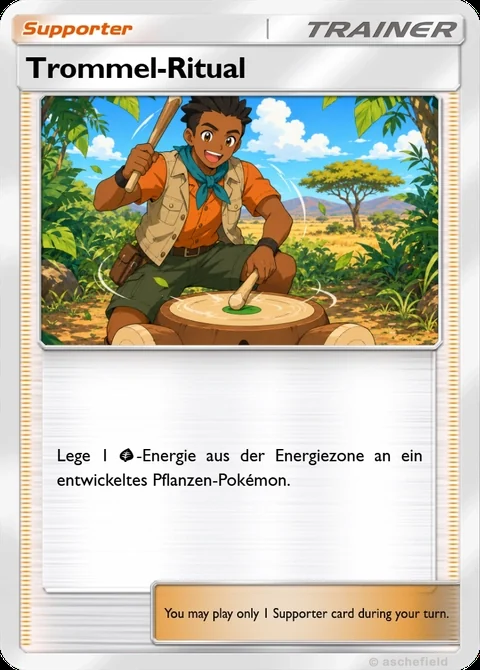 Supporter
TRAINER
Trommel-Ritual
Lege 1 -Energie aus der Energiezone an ein
entwickeltes Pflanzen-Pokémon.
You may play only 1 Supporter card during your turn.
© aschefield